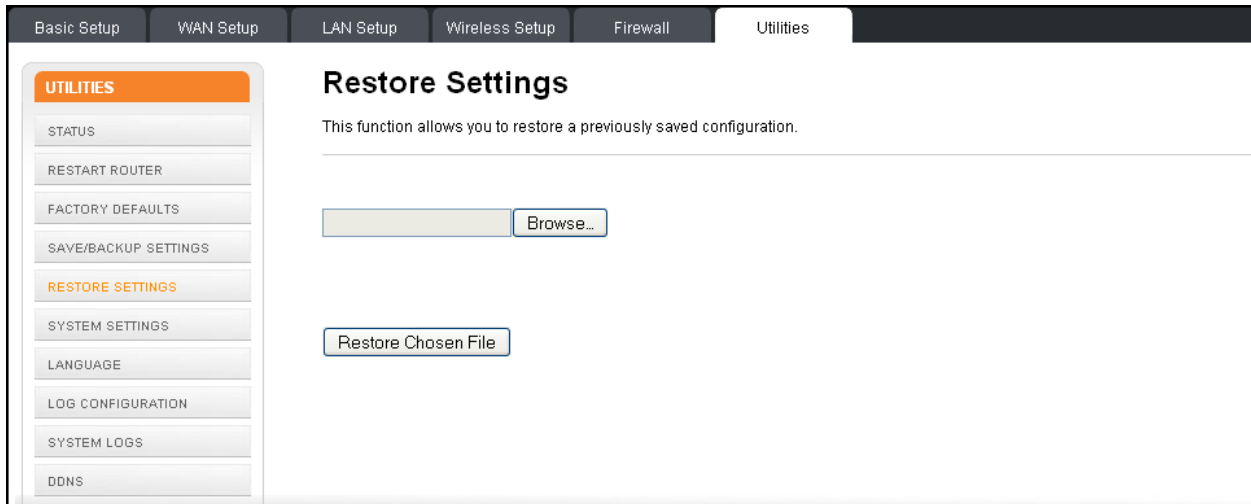 Basic Setup WAN Setup LAN Setup Wireless Setup Firewall Utilities
UTILITIES
STATUS
RESTART ROUTER
FACTORY DEFAULTS
SAVE/BACKUP SETTINGS
RESTORE SETTINGS
SYSTEM SETTINGS
LANGUAGE
LOG CONFIGURATION
SYSTEM LOGS
DDNS
Restore Settings
This function allows you to restore a previously saved configuration.
Browse...
Restore Chosen File